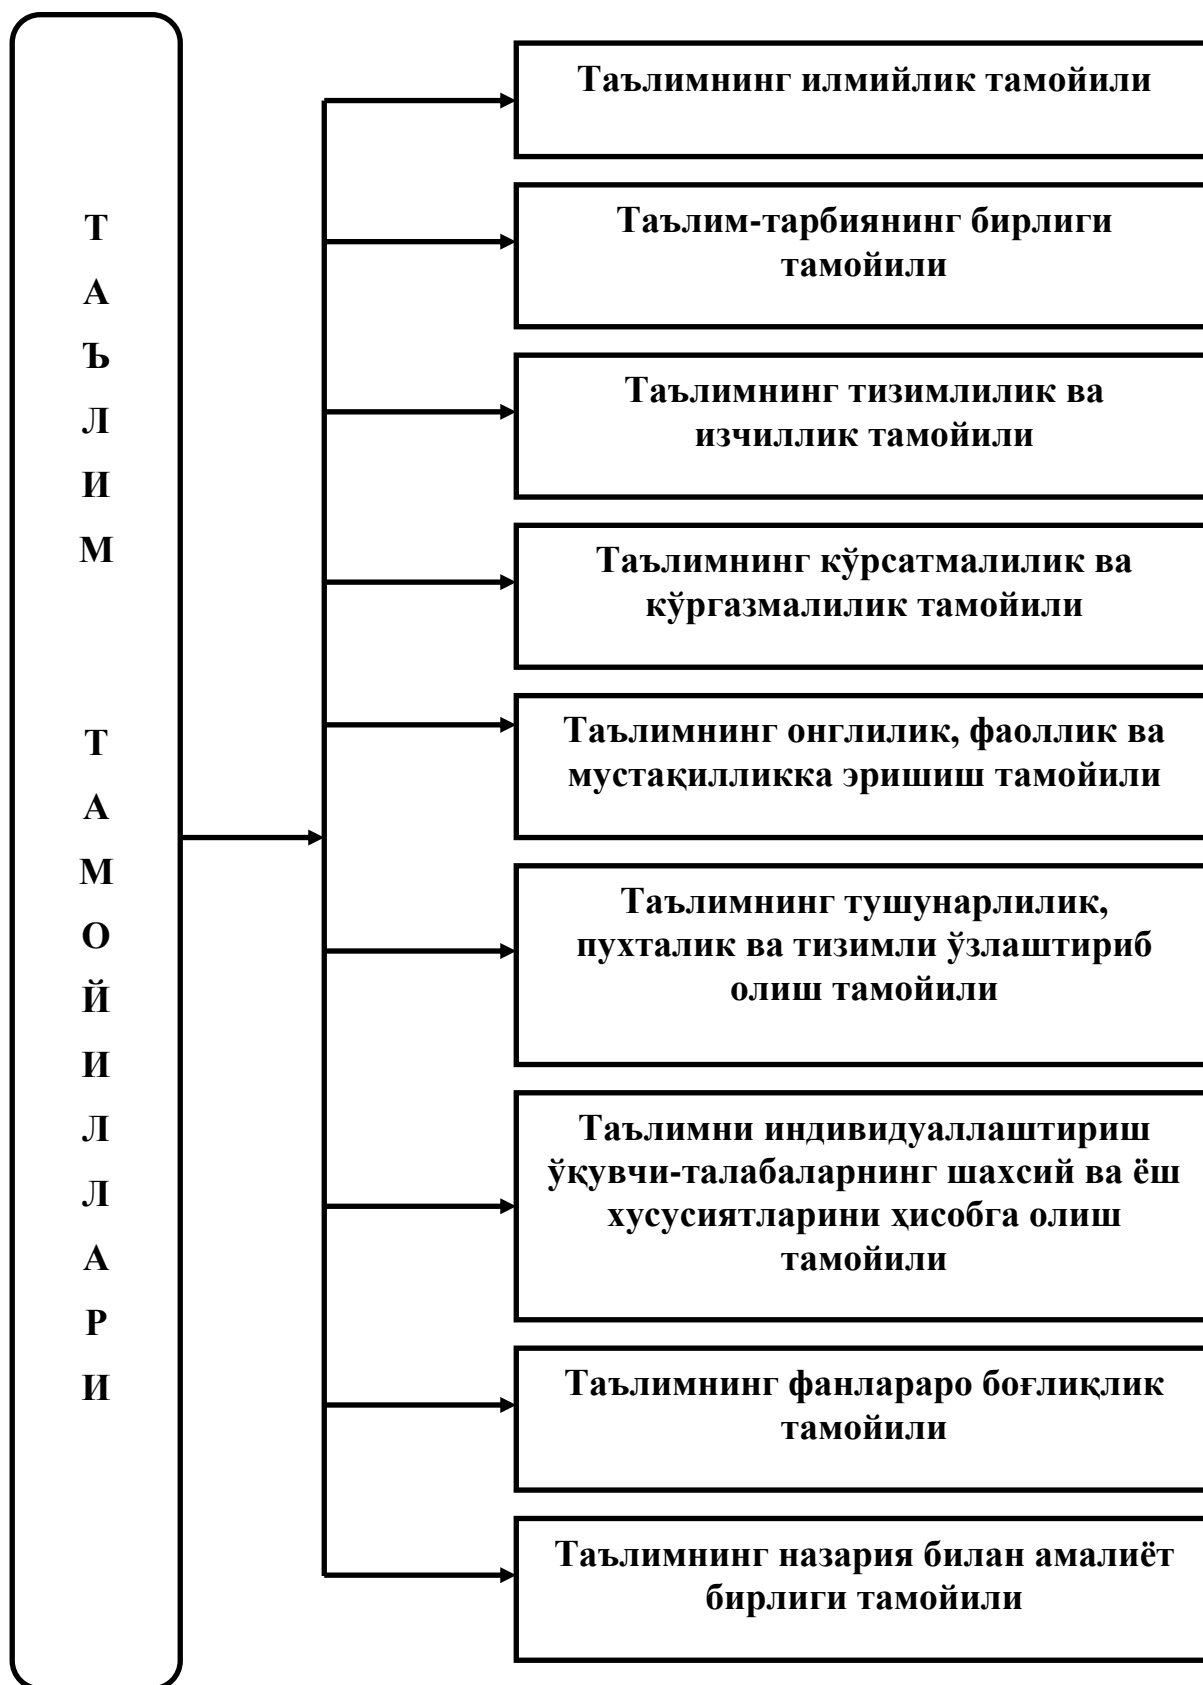 ТАЪЛИМ ТАМОЙИЛЛАРИ
Таълимнинг илмийлик тамойили
Таълим-тарбиянинг бирлиги
тамойили
Таълимнинг тизимлилик ва
изчиллик тамойили
Таълимнинг кўрсатмалилик ва
кўргазмалилик тамойили
Таълимнинг онглилик, фаоллик ва
мустақилликка эришиш тамойили
Таълимнинг тушунарлилик,
пухталик ва тизимли ўзлаштириб
олиш тамойили
Таълимни индивидуаллаштириш
ўқувчи-талабаларнинг шахсий ва ёш
хусусиятларини ҳисобга олиш
тамойили
Таълимнинг фанлараро боғлиқлик
тамойили
Таълимнинг назария билан амалиёт
бирлиги тамойили